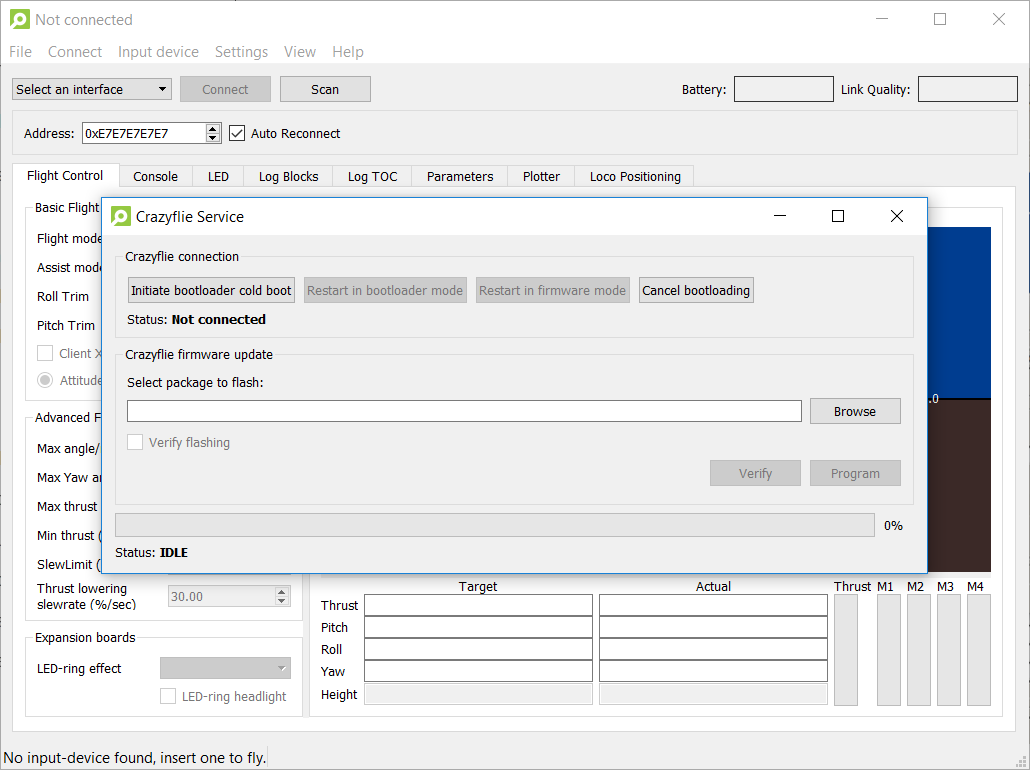 Not connected
File Connect Input device Settings View Help
Select an interface Connect Scan Battery: Link Quality:
Address: 0xE7E7E7E7E7 Auto Reconnect
Flight Control Console LED Log Blocks Log TOC Parameters Plotter Loco Positioning
Basic Flight
Flight mode
Assist mode
Roll Trim
Pitch Trim
Client X
Attitude
Advanced F
Max angle/
Max Yaw an
Max thrust
Min thrust (
SlewLimit (
Thrust lowering
slewrate (%/sec) 30.00
Expansion boards
LED-ring effect
LED-ring headlight
Crazyflie Service
Crazyflie connection
Initiate bootloader cold boot Restart in bootloader mode Restart in firmware mode Cancel bootloading
Status: Not connected
Crazyflie firmware update
Select package to flash:
Browse
Verify flashing
Verify Program
0%
Status: IDLE
.0
Target Actual Thrust M1 M2 M3 M4
Thrust
Pitch
Roll
Yaw
Height
No input-device found, insert one to fly.